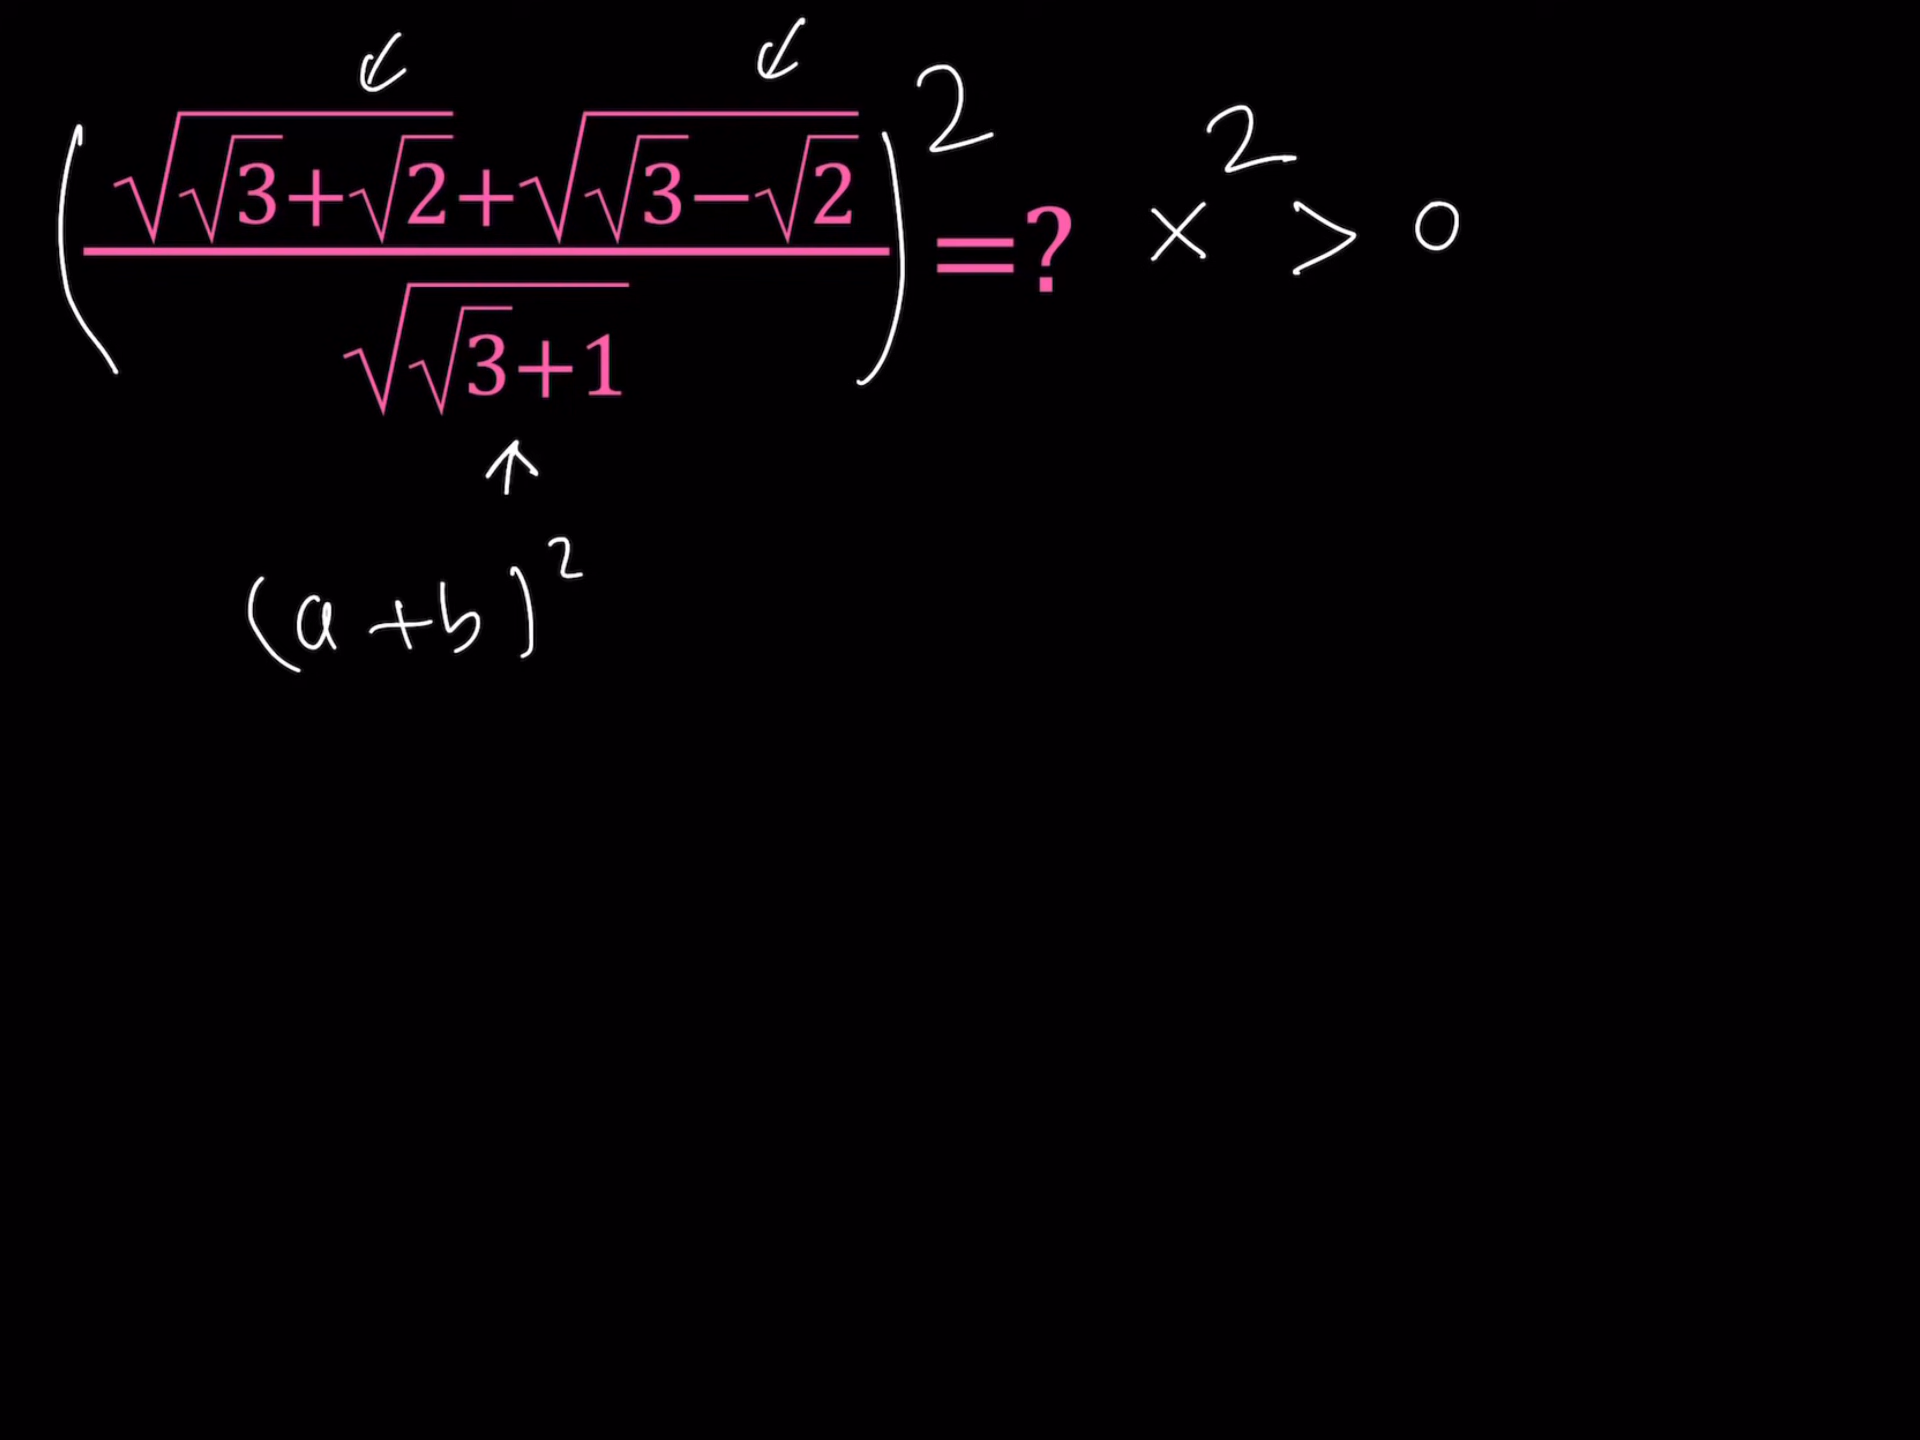 (√(√3+√2)+√(√3−√2) / √(√3+1))² =? x² > 0
(a+b)²